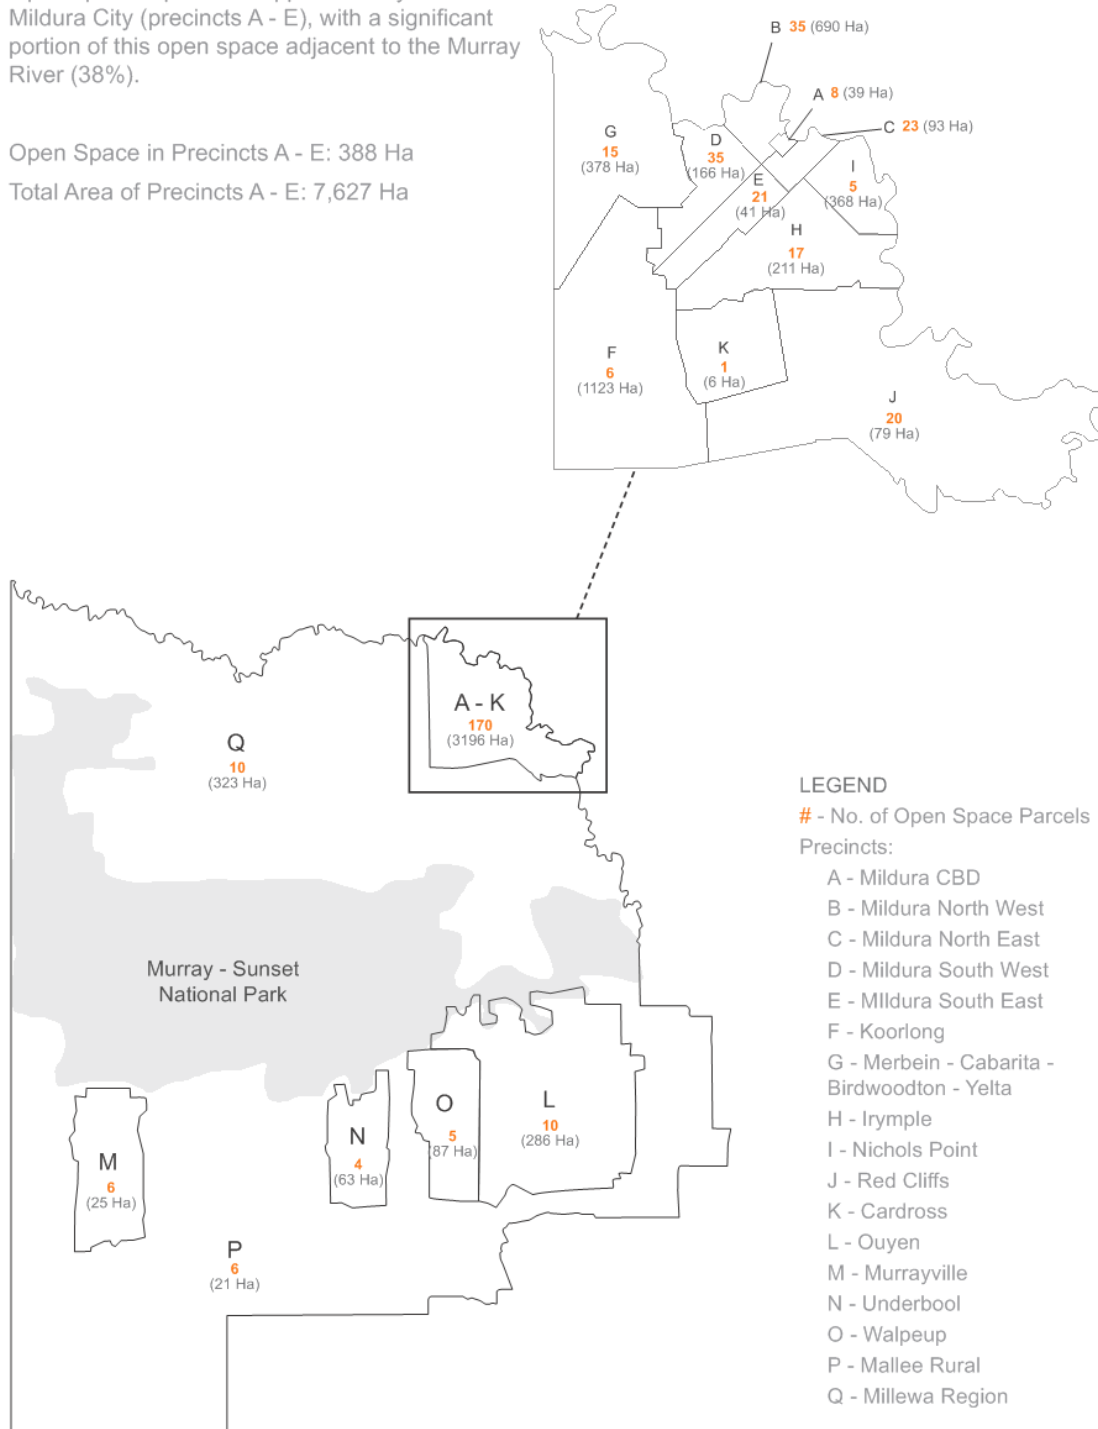 Mildura City (precincts A - E), with a significant
portion of this open space adjacent to the Murray
River (38%).
Open Space in Precincts A - E: 388 Ha
Total Area of Precincts A - E: 7,627 Ha
B 35 (690 Ha)
A 8 (39 Ha)
C 23 (93 Ha)
G
15
(378 Ha)
D
35
(166 Ha)
E
21
(41 Ha)
I
5
(368 Ha)
H
17
(211 Ha)
F
6
(1123 Ha)
K
1
(6 Ha)
J
20
(79 Ha)
A - K
170
(3196 Ha)
Q
10
(323 Ha)
Murray - Sunset
National Park
O
5
(87 Ha)
L
10
(286 Ha)
N
4
(63 Ha)
M
6
(25 Ha)
P
6
(21 Ha)
LEGEND
# - No. of Open Space Parcels
Precincts:
A - Mildura CBD
B - Mildura North West
C - Mildura North East
D - Mildura South West
E - MIldura South East
F - Koorlong
G - Merbein - Cabarita -
Birdwoodton - Yelta
H - Irymple
I - Nichols Point
J - Red Cliffs
K - Cardross
L - Ouyen
M - Murrayville
N - Underbool
O - Walpeup
P - Mallee Rural
Q - Millewa Region